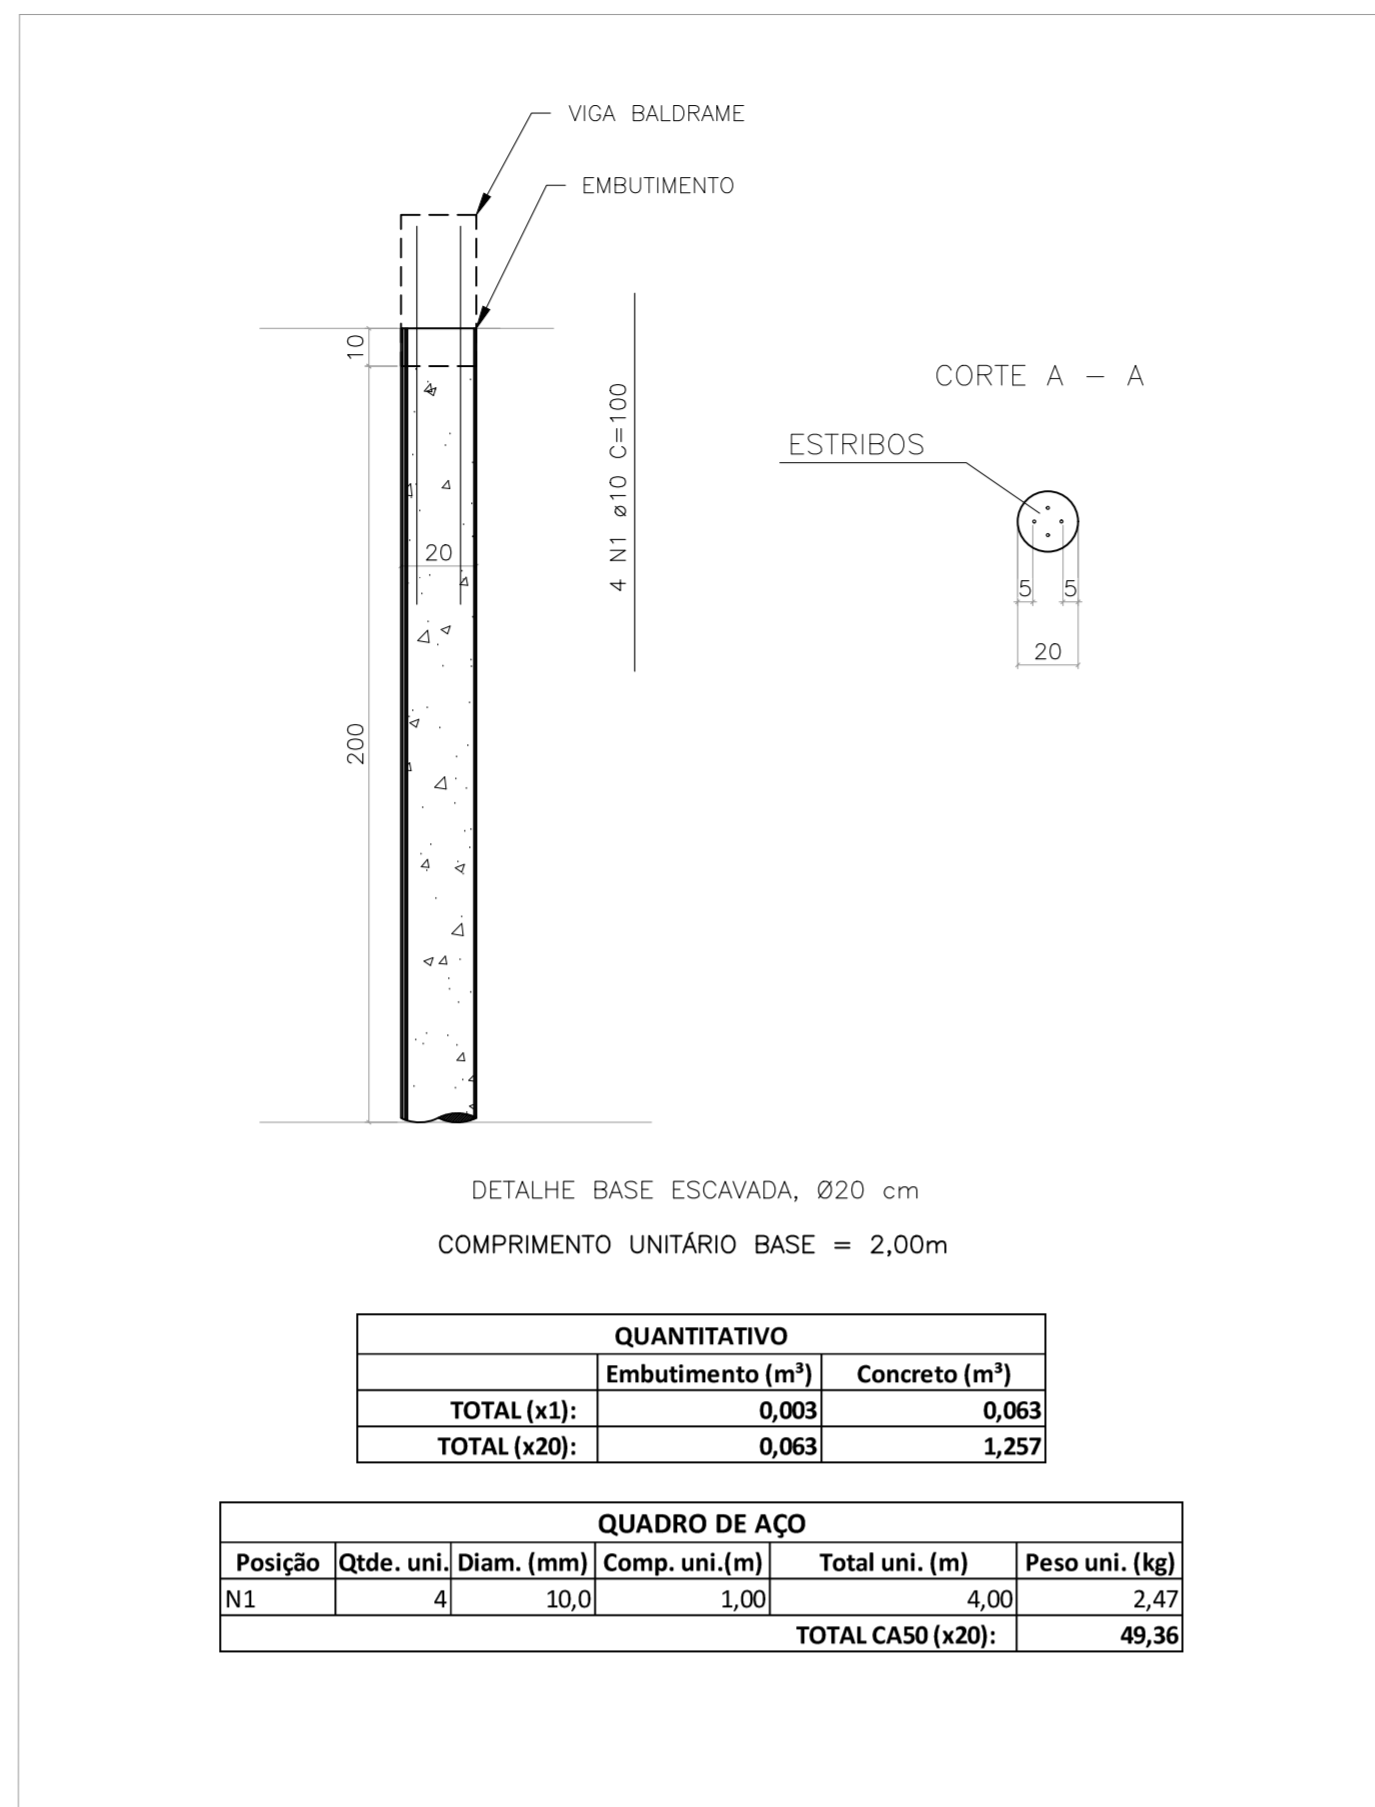 VIGA BALDRAME
EMBUTIMENTO
10
4 N1 ø10 C=100
CORTE A - A
ESTRIBOS
20
5 5
20
200
DETALHE BASE ESCAVADA, Ø20 cm
COMPRIMENTO UNITÁRIO BASE = 2,00m
QUANTITATIVO
Embutimento (m³) Concreto (m³)
TOTAL (x1): 0,003 0,063
TOTAL (x20): 0,063 1,257
QUADRO DE AÇO
Posição Qtde. uni. Diam. (mm) Comp. uni.(m) Total uni. (m) Peso uni. (kg)
N1 4 10,0 1,00 4,00 2,47
TOTAL CA50 (x20): 49,36